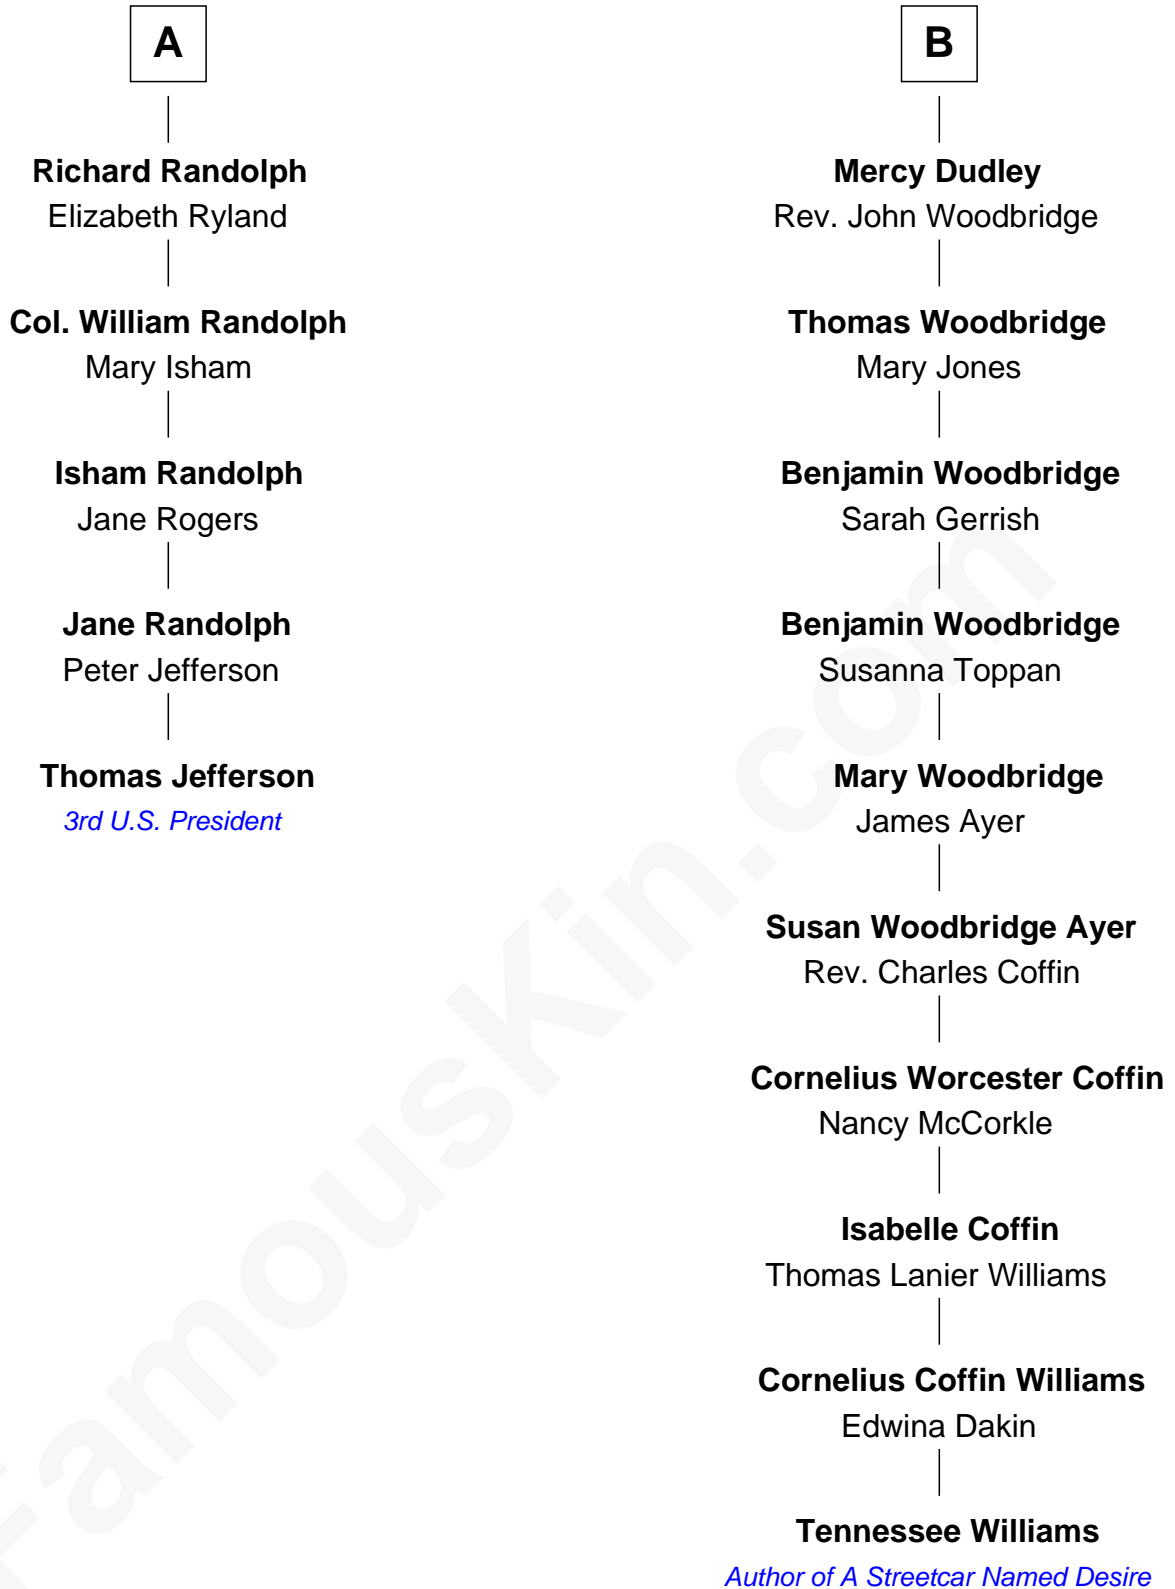 A
Richard Randolph
Elizabeth Ryland
Col. William Randolph
Mary Isham
Isham Randolph
Jane Rogers
Jane Randolph
Peter Jefferson
Thomas Jefferson
3rd U.S. President
B
Mercy Dudley
Rev. John Woodbridge
Thomas Woodbridge
Mary Jones
Benjamin Woodbridge
Sarah Gerrish
Benjamin Woodbridge
Susanna Toppan
Mary Woodbridge
James Ayer
Susan Woodbridge Ayer
Rev. Charles Coffin
Cornelius Worcester Coffin
Nancy McCorkle
Isabelle Coffin
Thomas Lanier Williams
Cornelius Coffin Williams
Edwina Dakin
Tennessee Williams
Author of A Streetcar Named Desire
FamousKin.com